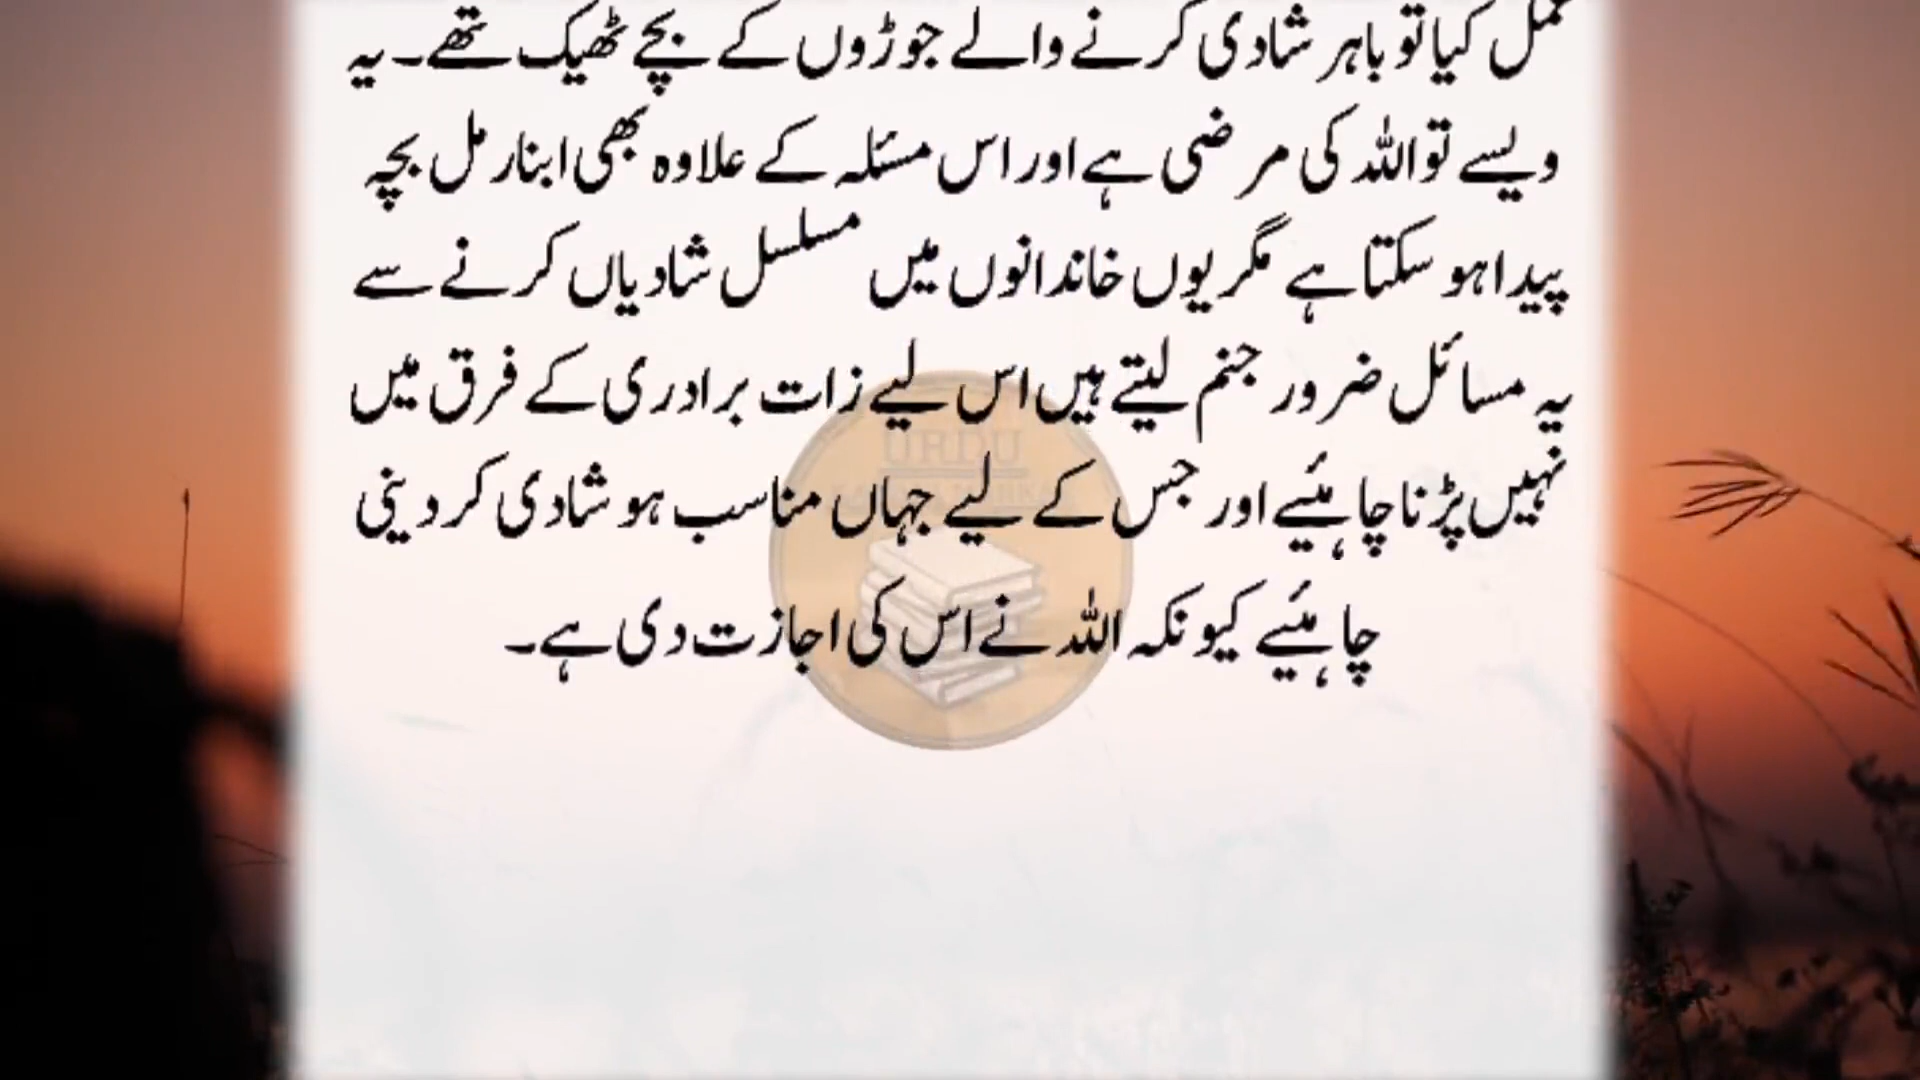 عمل کیا تو باہر شادی کرنے والے جوڑوں کے بچے ٹھیک تھے۔ یہ
ویسے تو اللہ کی مرضی ہے اور اس مسئلہ کے علاوہ بھی ابنارمل بچہ
پیدا ہو سکتا ہے مگر یوں خاندانوں میں مسلسل شادیاں کرنے سے
یہ مسائل ضرور جنم لیتے ہیں اس لیے زات برادری کے فرق میں
نہیں پڑنا چاہئیے اور جس کے لیے جہاں مناسب ہو شادی کر دینی
چاہئیے کیونکہ اللہ نے اس کی اجازت دی ہے۔
URDU